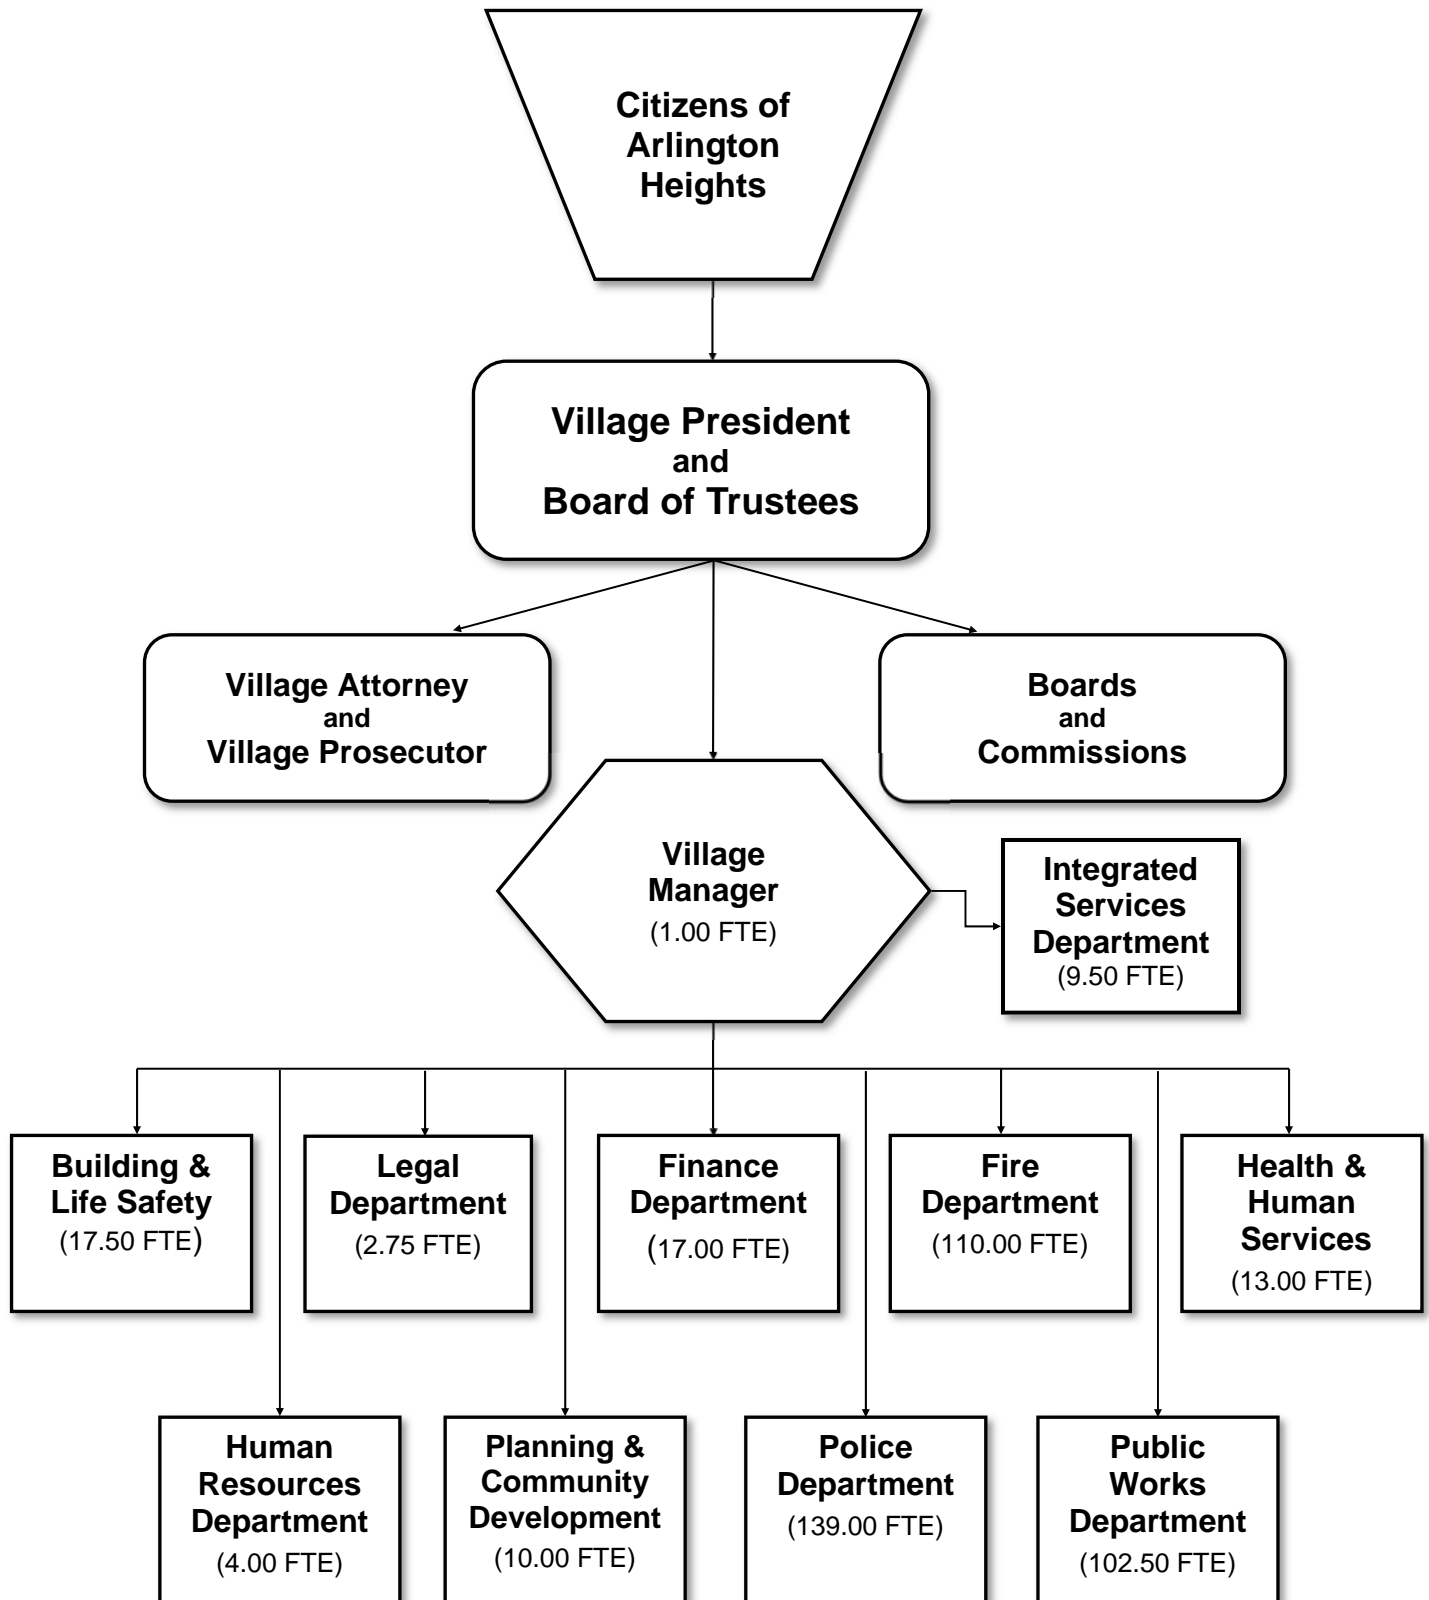 Citizens of
Arlington
Heights
Village President
and
Board of Trustees
Village Attorney
and
Village Prosecutor
Boards
and
Commissions
Village
Manager
(1.00 FTE)
Integrated
Services
Department
(9.50 FTE)
Building &
Life Safety
(17.50 FTE)
Legal
Department
(2.75 FTE)
Finance
Department
(17.00 FTE)
Fire
Department
(110.00 FTE)
Health &
Human
Services
(13.00 FTE)
Human
Resources
Department
(4.00 FTE)
Planning &
Community
Development
(10.00 FTE)
Police
Department
(139.00 FTE)
Public
Works
Department
(102.50 FTE)